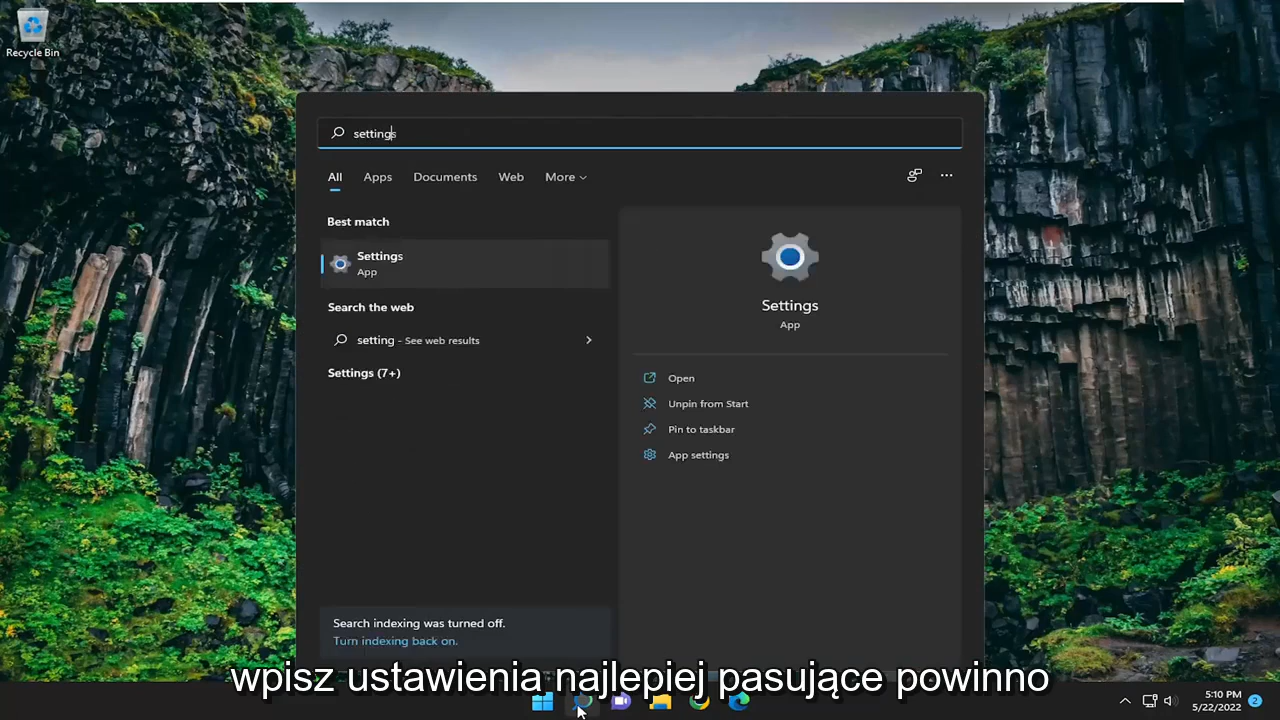 Recycle Bin
settings
All Apps Documents Web More
Best match
Settings
App
Search the web
setting - See web results
Settings (7+)
Settings
App
Open
Unpin from Start
Pin to taskbar
App settings
Search indexing was turned off.
Turn indexing back on.
wpisz ustawienia najlepiej pasujące powinno
5:10 PM
5/22/2022
2